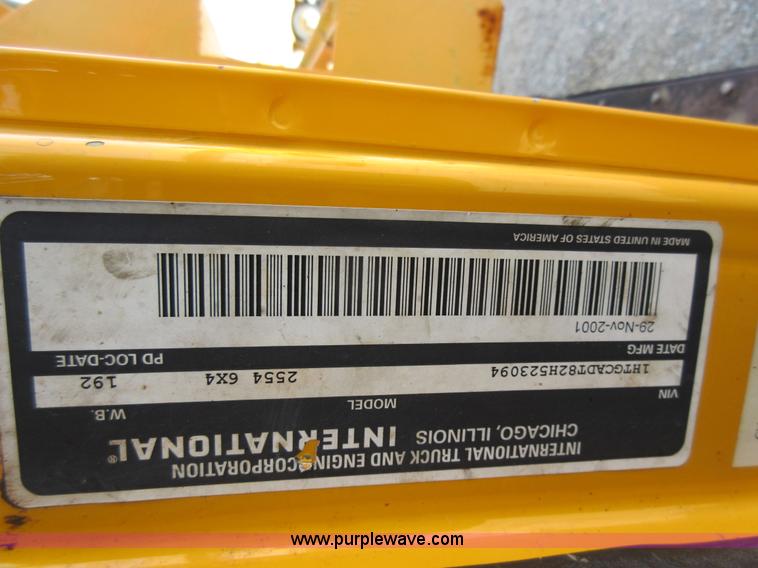 INTERNATIONAL TRUCK AND ENGINE CORPORATION
CHICAGO, ILLINOIS INTERNATIONAL®
VIN MODEL W.B.
1HTGCADT82H523094 2554 6X4 192
DATE MFG PD LOC-DATE
29-Nov-2001
MADE IN UNITED STATES OF AMERICA
www.purplewave.com